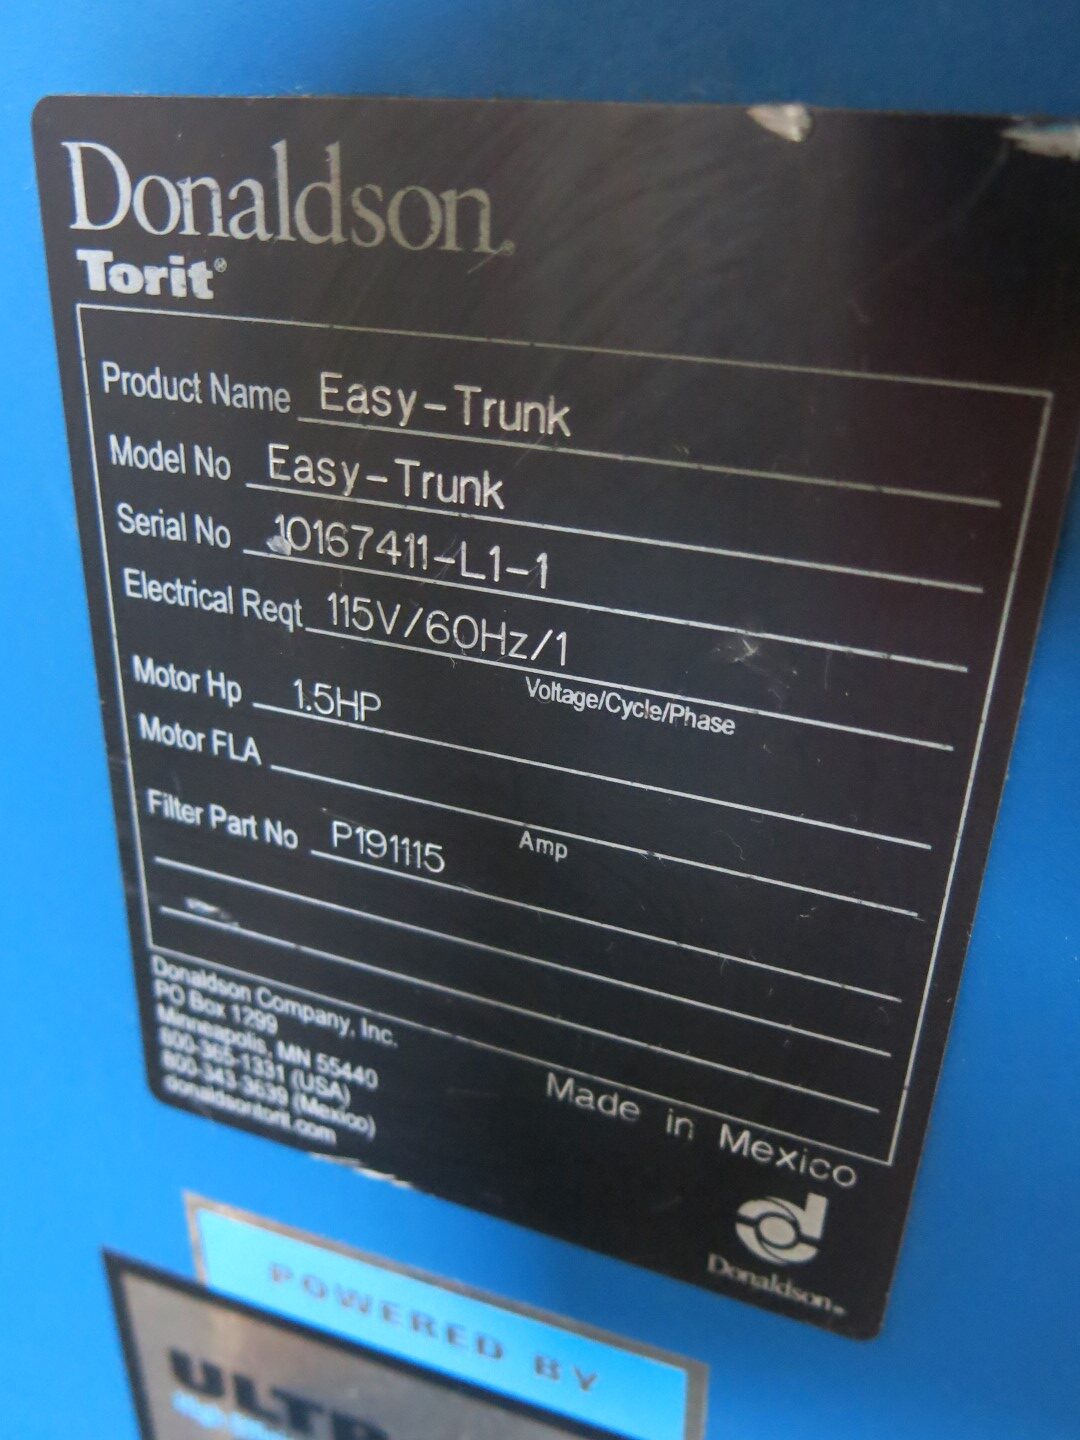 Donaldson®
Torit®
Product Name Easy-Trunk
Model No Easy-Trunk
Serial No 10167411-L1-1
Electrical Reqt 115V/60Hz/1
Voltage/Cycle/Phase
Motor Hp 1.5HP
Motor FLA
Amp
Filter Part No P191115
Donaldson Company, Inc.
PO Box 1299
Minneapolis, MN 55440
800-365-1331 (USA)
800-343-3639 (Mexico)
donaldsontorit.com
Made in Mexico
Donaldson®
POWERED BY